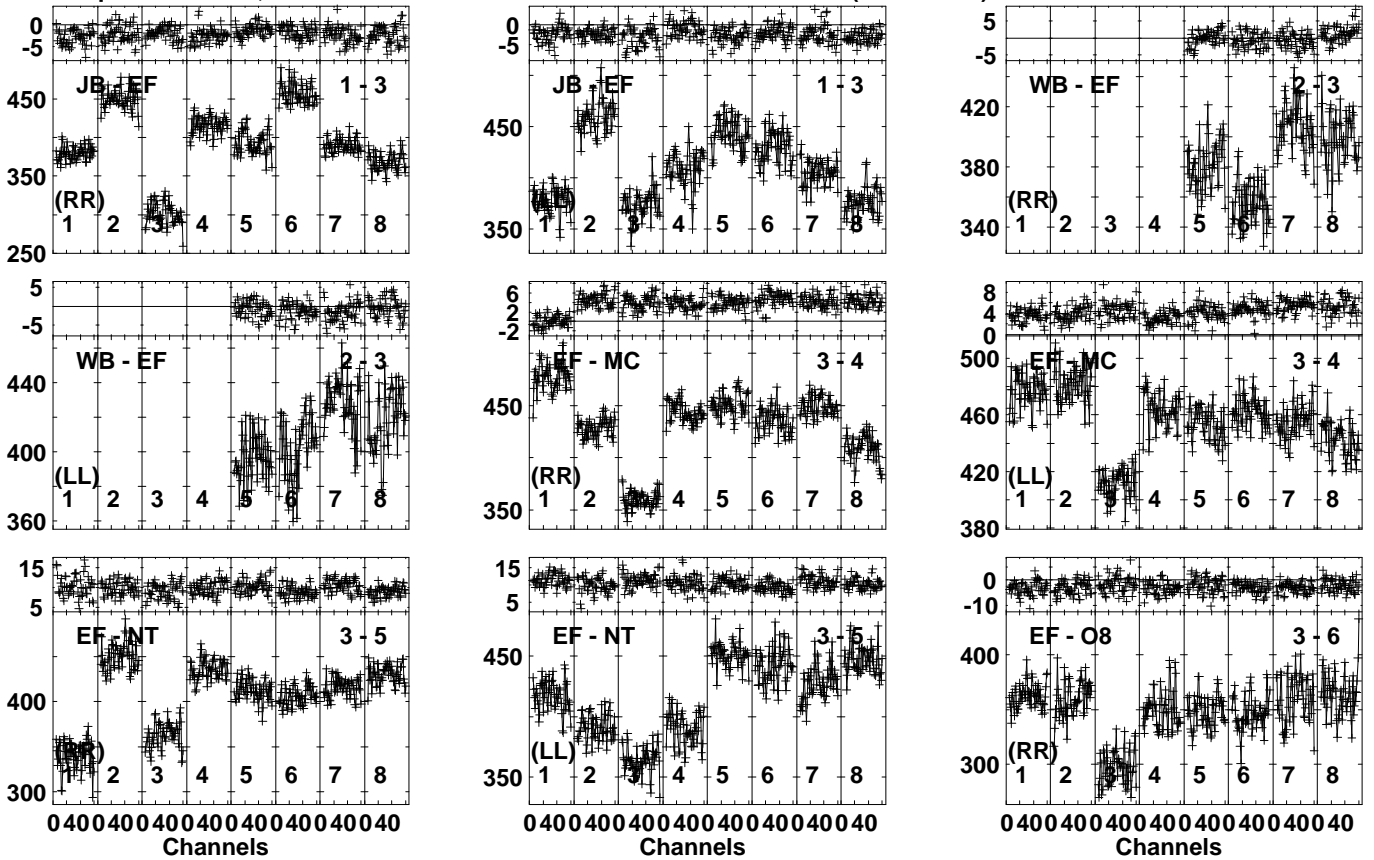 0
-5
JB - EF 1 - 3
450
350
250
(RR)
1 2 3 4 5 6 7 8
0
-5
JB - EF 1 - 3
450
350
(LL)
1 2 3 4 5 6 7 8
5
-5
WB - EF 2 - 3
420
380
340
(RR)
1 2 3 4 5 6 7 8
5
-5
WB - EF 2 - 3
440
400
360
(LL)
1 2 3 4 5 6 7 8
6
2
-2
EF - MC 3 - 4
450
350
(RR)
1 2 3 4 5 6 7 8
8
4
0
EF - MC 3 - 4
500
460
420
380
(LL)
1 2 3 4 5 6 7 8
15
5
EF - NT 3 - 5
400
300
(RR)
1 2 3 4 5 6 7 8
0 40 0 40 0 40 0 40 0 40 0 40 0 40 0 40
Channels
15
5
EF - NT 3 - 5
450
350
(LL)
1 2 3 4 5 6 7 8
0 40 0 40 0 40 0 40 0 40 0 40 0 40 0 40
Channels
0
-10
EF - O8 3 - 6
400
300
(RR)
1 2 3 4 5 6 7 8
0 40 0 40 0 40 0 40 0 40 0 40 0 40 0 40
Channels